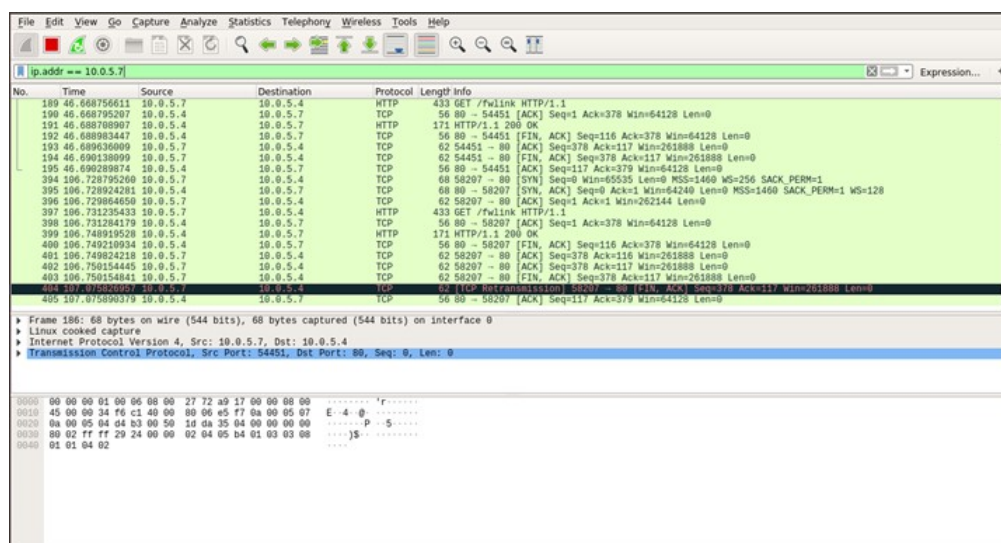 File Edit View Go Capture Analyze Statistics Telephony Wireless Tools Help
ip.addr == 10.0.5.7 Expression...
No. Time Source Destination Protocol Length Info
189 46.668756611 10.0.5.7 10.0.5.4 HTTP 433 GET /fwlink HTTP/1.1
190 46.668795207 10.0.5.4 10.0.5.7 TCP 56 80 → 54451 [ACK] Seq=1 Ack=378 Win=64128 Len=0
191 46.688708907 10.0.5.4 10.0.5.7 HTTP 171 HTTP/1.1 200 OK
192 46.688983447 10.0.5.4 10.0.5.7 TCP 56 80 → 54451 [FIN, ACK] Seq=116 Ack=378 Win=64128 Len=0
193 46.689636009 10.0.5.7 10.0.5.4 TCP 62 54451 → 80 [ACK] Seq=378 Ack=117 Win=261888 Len=0
194 46.690138099 10.0.5.7 10.0.5.4 TCP 62 54451 → 80 [FIN, ACK] Seq=378 Ack=117 Win=261888 Len=0
195 46.690289874 10.0.5.4 10.0.5.7 TCP 56 80 → 54451 [ACK] Seq=117 Ack=379 Win=64128 Len=0
394 106.728795260 10.0.5.7 10.0.5.4 TCP 68 58207 → 80 [SYN] Seq=0 Win=65535 Len=0 MSS=1460 WS=256 SACK_PERM=1
395 106.728924281 10.0.5.4 10.0.5.7 TCP 68 80 → 58207 [SYN, ACK] Seq=0 Ack=1 Win=64240 Len=0 MSS=1460 SACK_PERM=1 WS=128
396 106.729864650 10.0.5.7 10.0.5.4 TCP 62 58207 → 80 [ACK] Seq=1 Ack=1 Win=262144 Len=0
397 106.731235433 10.0.5.7 10.0.5.4 HTTP 433 GET /fwlink HTTP/1.1
398 106.731284179 10.0.5.4 10.0.5.7 TCP 56 80 → 58207 [ACK] Seq=1 Ack=378 Win=64128 Len=0
399 106.748919528 10.0.5.4 10.0.5.7 HTTP 171 HTTP/1.1 200 OK
400 106.749210934 10.0.5.4 10.0.5.7 TCP 56 80 → 58207 [FIN, ACK] Seq=116 Ack=378 Win=64128 Len=0
401 106.749824218 10.0.5.7 10.0.5.4 TCP 62 58207 → 80 [ACK] Seq=378 Ack=116 Win=261888 Len=0
402 106.750154445 10.0.5.7 10.0.5.4 TCP 62 58207 → 80 [ACK] Seq=378 Ack=117 Win=261888 Len=0
403 106.750154841 10.0.5.7 10.0.5.4 TCP 62 58207 → 80 [FIN, ACK] Seq=378 Ack=117 Win=261888 Len=0
404 107.075826957 10.0.5.7 10.0.5.4 TCP 62 [TCP Retransmission] 58207 → 80 [FIN, ACK] Seq=378 Ack=117 Win=261888 Len=0
405 107.075890379 10.0.5.4 10.0.5.7 TCP 56 80 → 58207 [ACK] Seq=117 Ack=379 Win=64128 Len=0
Frame 186: 68 bytes on wire (544 bits), 68 bytes captured (544 bits) on interface 0
Linux cooked capture
Internet Protocol Version 4, Src: 10.0.5.7, Dst: 10.0.5.4
Transmission Control Protocol, Src Port: 54451, Dst Port: 80, Seq: 0, Len: 0
0000 00 00 00 01 00 06 08 00 27 72 a9 17 00 00 08 00 ········ 'r······
0010 45 00 00 34 f6 c1 40 00 80 06 e5 f7 0a 00 05 07 E··4··@· ········
0020 0a 00 05 04 d4 b3 00 50 1d da 35 04 00 00 00 00 ·······P ··5·····
0030 80 02 ff ff 29 24 00 00 02 04 05 b4 01 03 03 08 ····)$·· ········
0040 01 01 04 02 ····